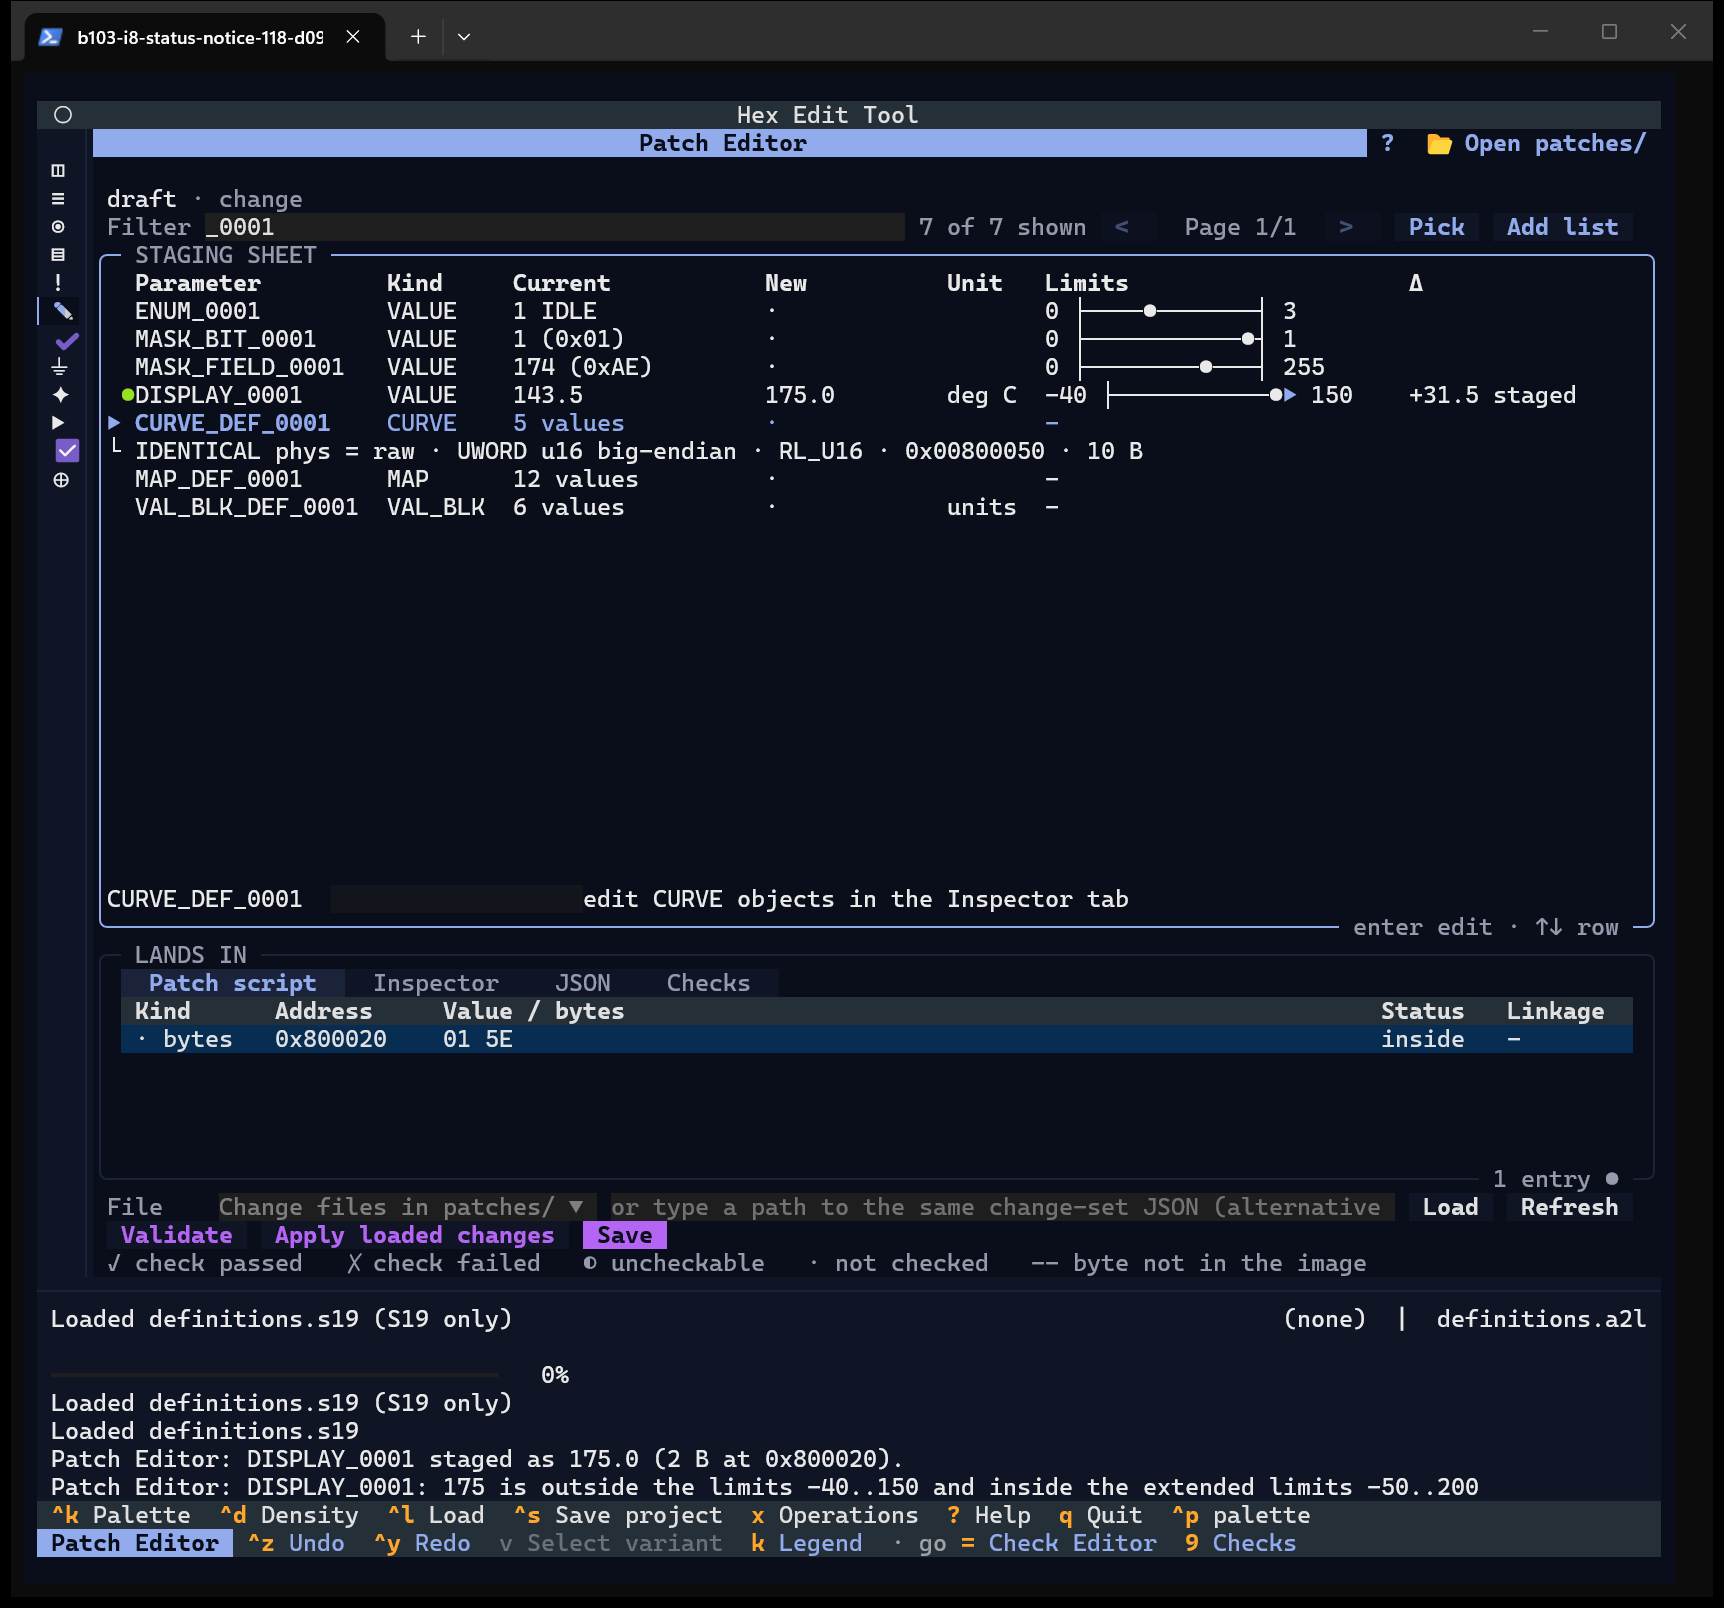 b103-i8-status-notice-118-d09
Hex Edit Tool
Patch Editor ? Open patches/
draft · change
Filter _0001 7 of 7 shown < Page 1/1 > Pick Add list
STAGING SHEET
Parameter Kind Current New Unit Limits Δ
ENUM_0001 VALUE 1 IDLE · 0 3
MASK_BIT_0001 VALUE 1 (0x01) · 0 1
MASK_FIELD_0001 VALUE 174 (0xAE) · 0 255
DISPLAY_0001 VALUE 143.5 175.0 deg C -40 150 +31.5 staged
CURVE_DEF_0001 CURVE 5 values · -
└ IDENTICAL phys = raw · UWORD u16 big-endian · RL_U16 · 0x00800050 · 10 B
MAP_DEF_0001 MAP 12 values · -
VAL_BLK_DEF_0001 VAL_BLK 6 values · units -
CURVE_DEF_0001 edit CURVE objects in the Inspector tab
enter edit · ↑↓ row
LANDS IN
Patch script Inspector JSON Checks
Kind Address Value / bytes Status Linkage
· bytes 0x800020 01 5E inside -
1 entry ●
File Change files in patches/ ▼ or type a path to the same change-set JSON (alternative Load Refresh
Validate Apply loaded changes Save
√ check passed ╳ check failed ◐ uncheckable · not checked -- byte not in the image
Loaded definitions.s19 (S19 only) (none) | definitions.a2l
0%
Loaded definitions.s19 (S19 only)
Loaded definitions.s19
Patch Editor: DISPLAY_0001 staged as 175.0 (2 B at 0x800020).
Patch Editor: DISPLAY_0001: 175 is outside the limits -40..150 and inside the extended limits -50..200
^k Palette ^d Density ^l Load ^s Save project x Operations ? Help q Quit ^p palette
Patch Editor ^z Undo ^y Redo v Select variant k Legend · go = Check Editor 9 Checks